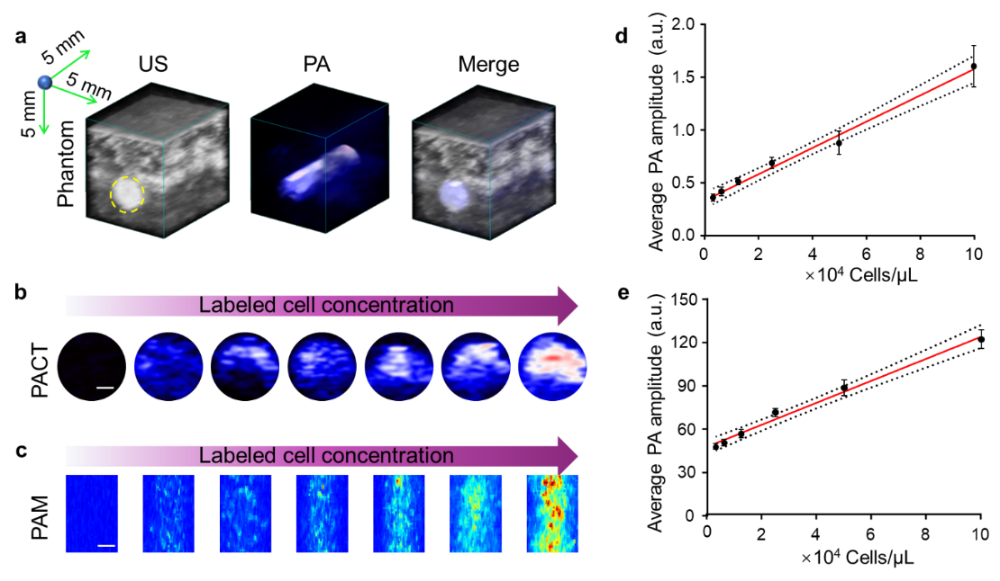 a
5 mm
5 mm
5 mm
US
PA
Merge
Phantom
b
Labeled cell concentration
PACT
c
Labeled cell concentration
PAM
d
Average PA amplitude (a.u.)
2.0
1.5
1.0
0.5
0.0
0 2 4 6 8 10
×10⁴ Cells/µL
e
Average PA amplitude (a.u.)
150
120
90
60
30
0
0 2 4 6 8 10
×10⁴ Cells/µL